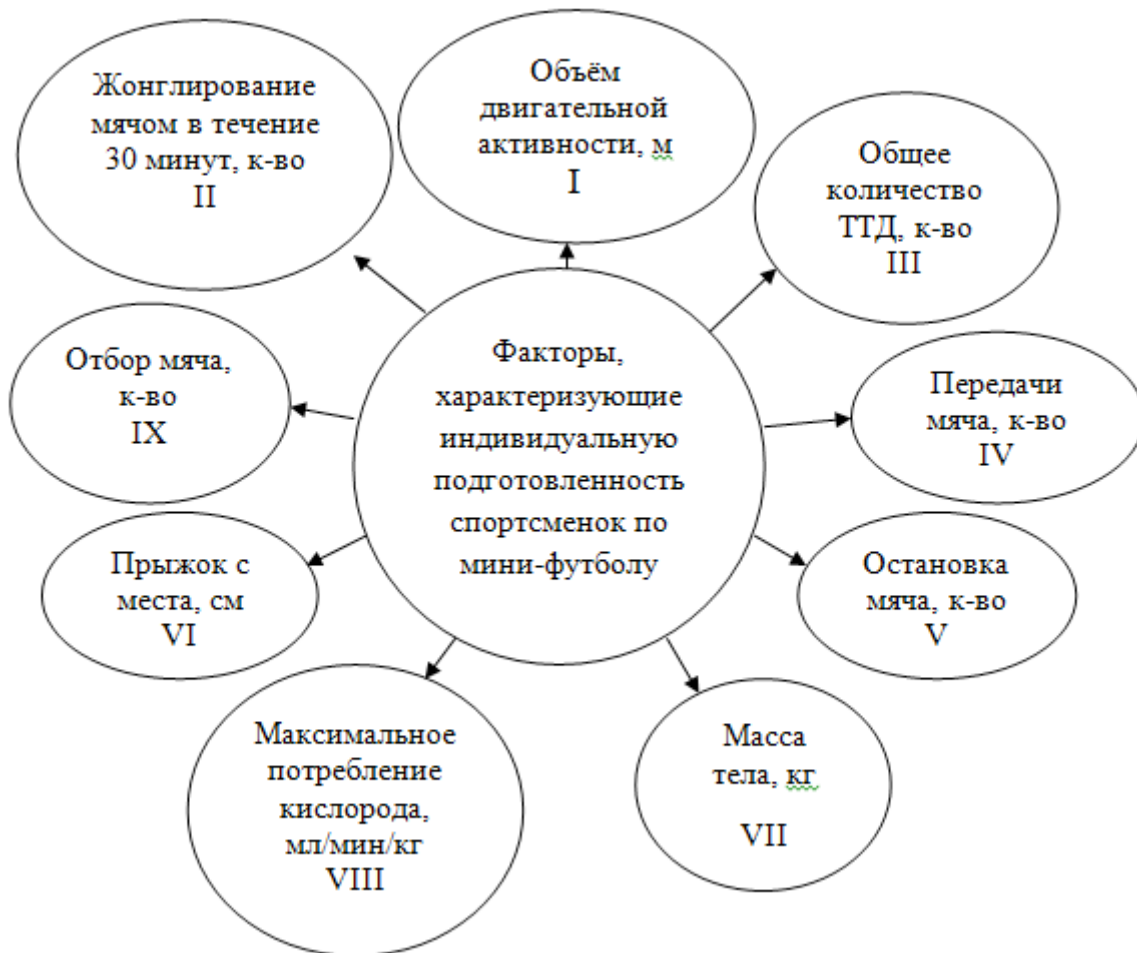 Жонглирование
мячом в течение
30 минут, к-во
II
Объём
двигательной
активности, м
I
Общее
количество
ТТД, к-во
III
Отбор мяча,
к-во
IX
Факторы,
характеризующие
индивидуальную
подготовленность
спортсменок по
мини-футболу
Передачи
мяча, к-во
IV
Прыжок с
места, см
VI
Остановка
мяча, к-во
V
Максимальное
потребление
кислорода,
мл/мин/кг
VIII
Масса
тела, кг
VII